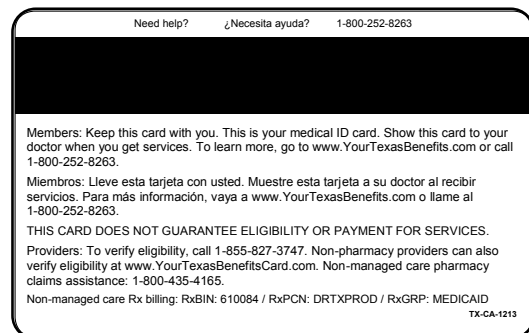 Need help? ¿Necesita ayuda? 1-800-252-8263
Members: Keep this card with you. This is your medical ID card. Show this card to your
doctor when you get services. To learn more, go to www.YourTexasBenefits.com or call
1-800-252-8263.
Miembros: Lleve esta tarjeta con usted. Muestre esta tarjeta a su doctor al recibir
servicios. Para más información, vaya a www.YourTexasBenefits.com o llame al
1-800-252-8263.
THIS CARD DOES NOT GUARANTEE ELIGIBILITY OR PAYMENT FOR SERVICES.
Providers: To verify eligibility, call 1-855-827-3747. Non-pharmacy providers can also
verify eligibility at www.YourTexasBenefitsCard.com. Non-managed care pharmacy
claims assistance: 1-800-435-4165.
Non-managed care Rx billing: RxBIN: 610084 / RxPCN: DRTXPROD / RxGRP: MEDICAID
TX-CA-1213